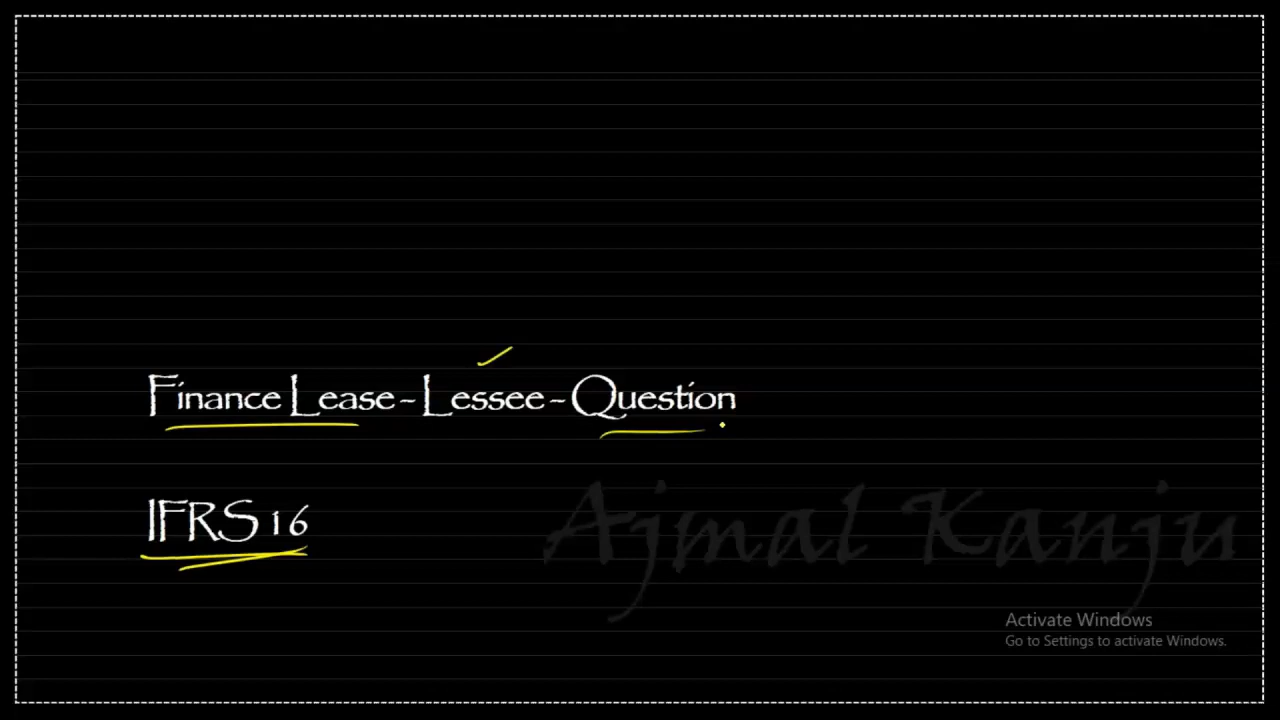 Finance Lease - Lessee - Question
IFRS 16
Ajmal Kanju
Activate Windows
Go to Settings to activate Windows.